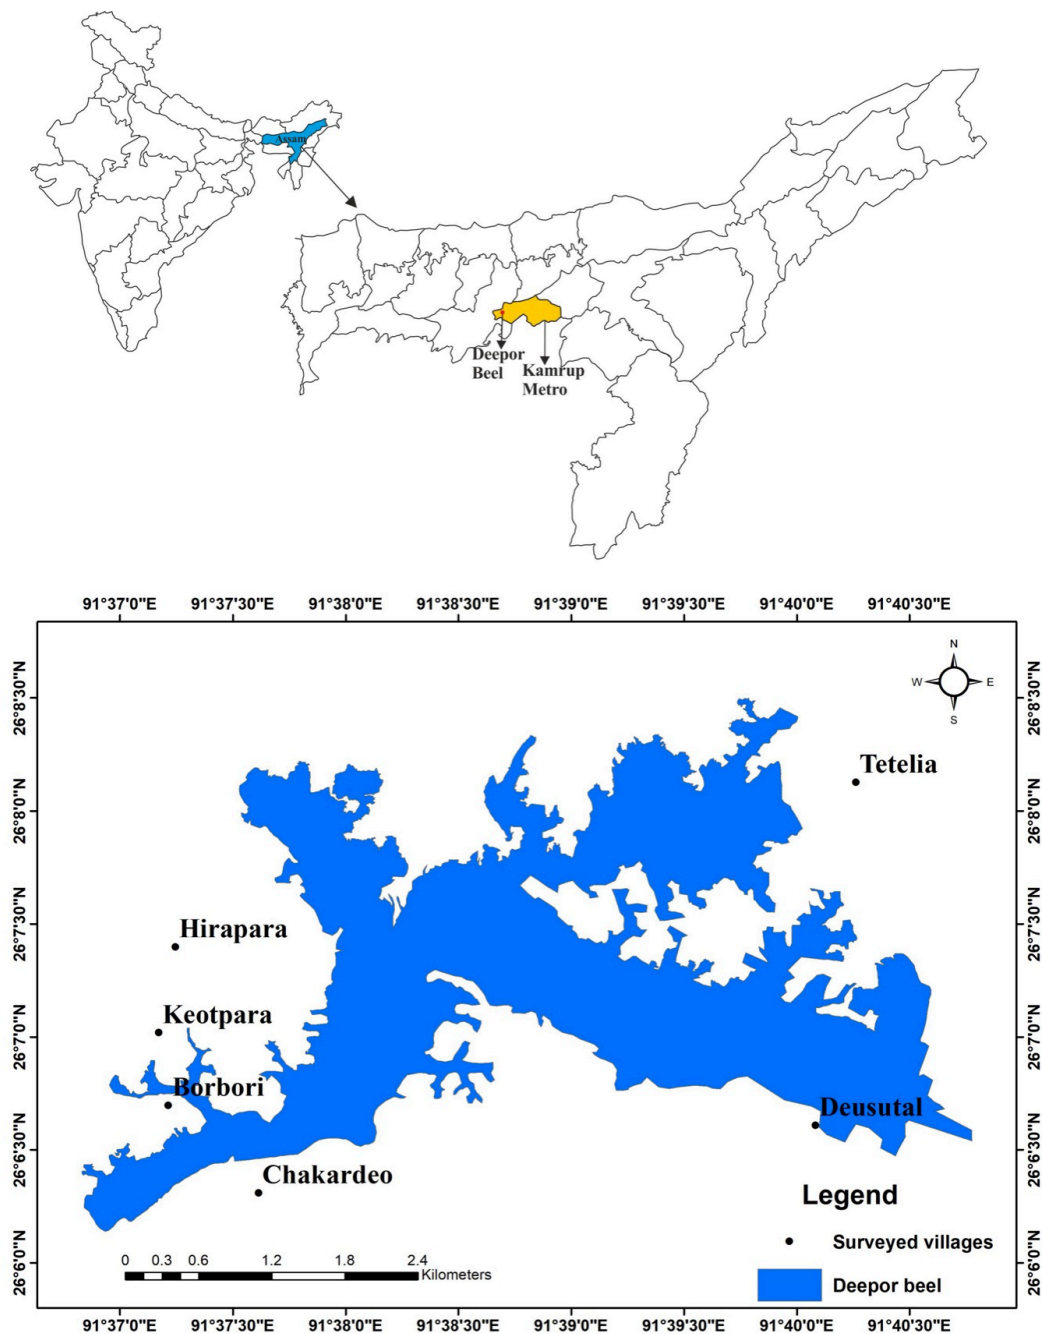 Assam
Deepor
Beel
Kamrup
Metro
91°37'0"E 91°37'30"E 91°38'0"E 91°38'30"E 91°39'0"E 91°39'30"E 91°40'0"E 91°40'30"E
N
W E
S
26°8'30"N 26°8'30"N
Tetelia
26°8'0"N 26°8'0"N
26°7'30"N 26°7'30"N
Hirapara
Keotpara
26°7'0"N 26°7'0"N
Borbori
Deusutal
26°6'30"N 26°6'30"N
Chakardeo
Legend
Surveyed villages
0 0.3 0.6 1.2 1.8 2.4
Kilometers
26°6'0"N 26°6'0"N
Deepor beel
91°37'0"E 91°37'30"E 91°38'0"E 91°38'30"E 91°39'0"E 91°39'30"E 91°40'0"E 91°40'30"E